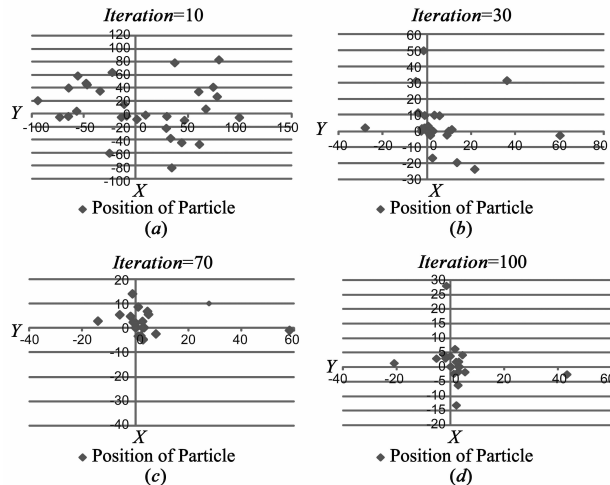 Iteration=10
120
100
80
60
40
20
0
-20
-40
-60
-80
-100
-100 -50 0 50 100 150
Y
X
◆ Position of Particle
(a)
Iteration=30
60
50
40
30
20
10
0
-10
-20
-30
-40 -20 0 20 40 60 80
Y
X
◆ Position of Particle
(b)
Iteration=70
20
10
0
-10
-20
-30
-40
-40 -20 0 20 40 60
Y
X
◆ Position of Particle
(c)
Iteration=100
30
25
20
15
10
5
0
-5
-10
-15
-20
-40 -20 0 20 40 60
Y
X
◆ Position of Particle
(d)